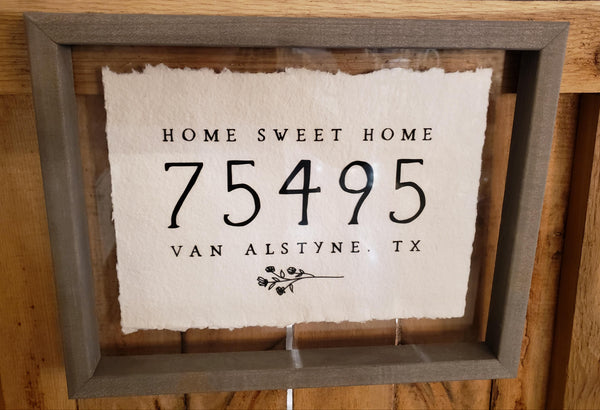 HOME SWEET HOME
75495
VAN ALSTYNE, TX